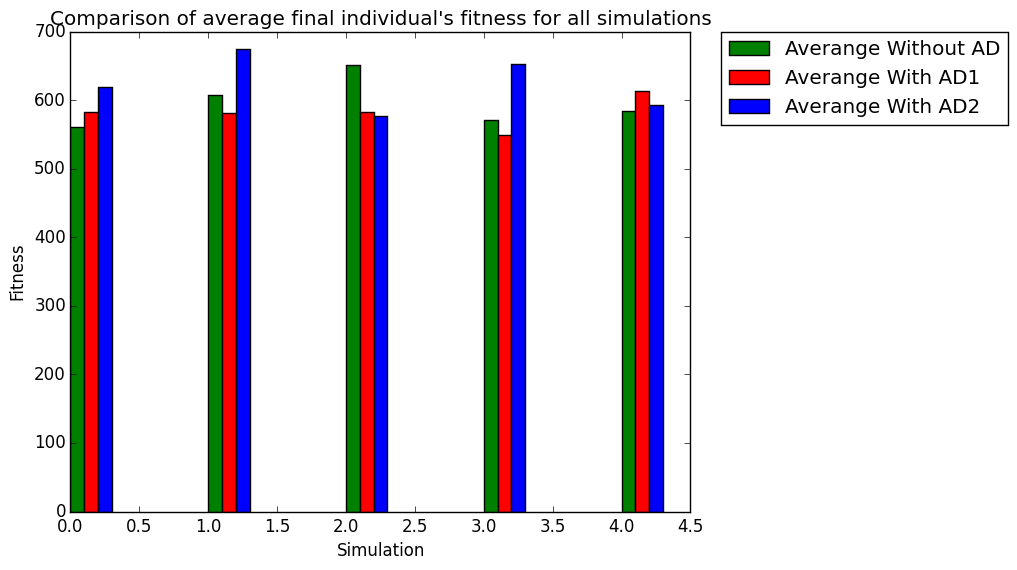 Comparison of average final individual's fitness for all simulations
700
600
500
400
300
200
100
0
Fitness
0.0 0.5 1.0 1.5 2.0 2.5 3.0 3.5 4.0 4.5
Simulation
Averange Without AD
Averange With AD1
Averange With AD2